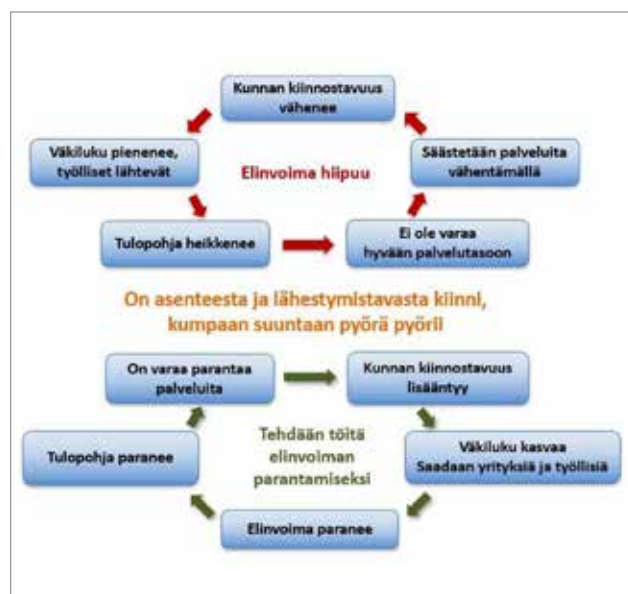 Kunnan kiinnostavuus
vähenee
Väkiluku pienenee,
työlliset lähtevät
Elinvoima hiipuu
Säästetään palveluita
vähentämällä
Tulopohja heikkenee
Ei ole varaa
hyvään palvelutasoon
On asenteesta ja lähestymistavasta kiinni,
kumpaan suuntaan pyörä pyörii
On varaa parantaa
palveluita
Kunnan kiinnostavuus
lisääntyy
Tulopohja paranee
Tehdään töitä
elinvoiman
parantamiseksi
Väkiluku kasvaa
Saadaan yrityksiä ja työllisiä
Elinvoima paranee